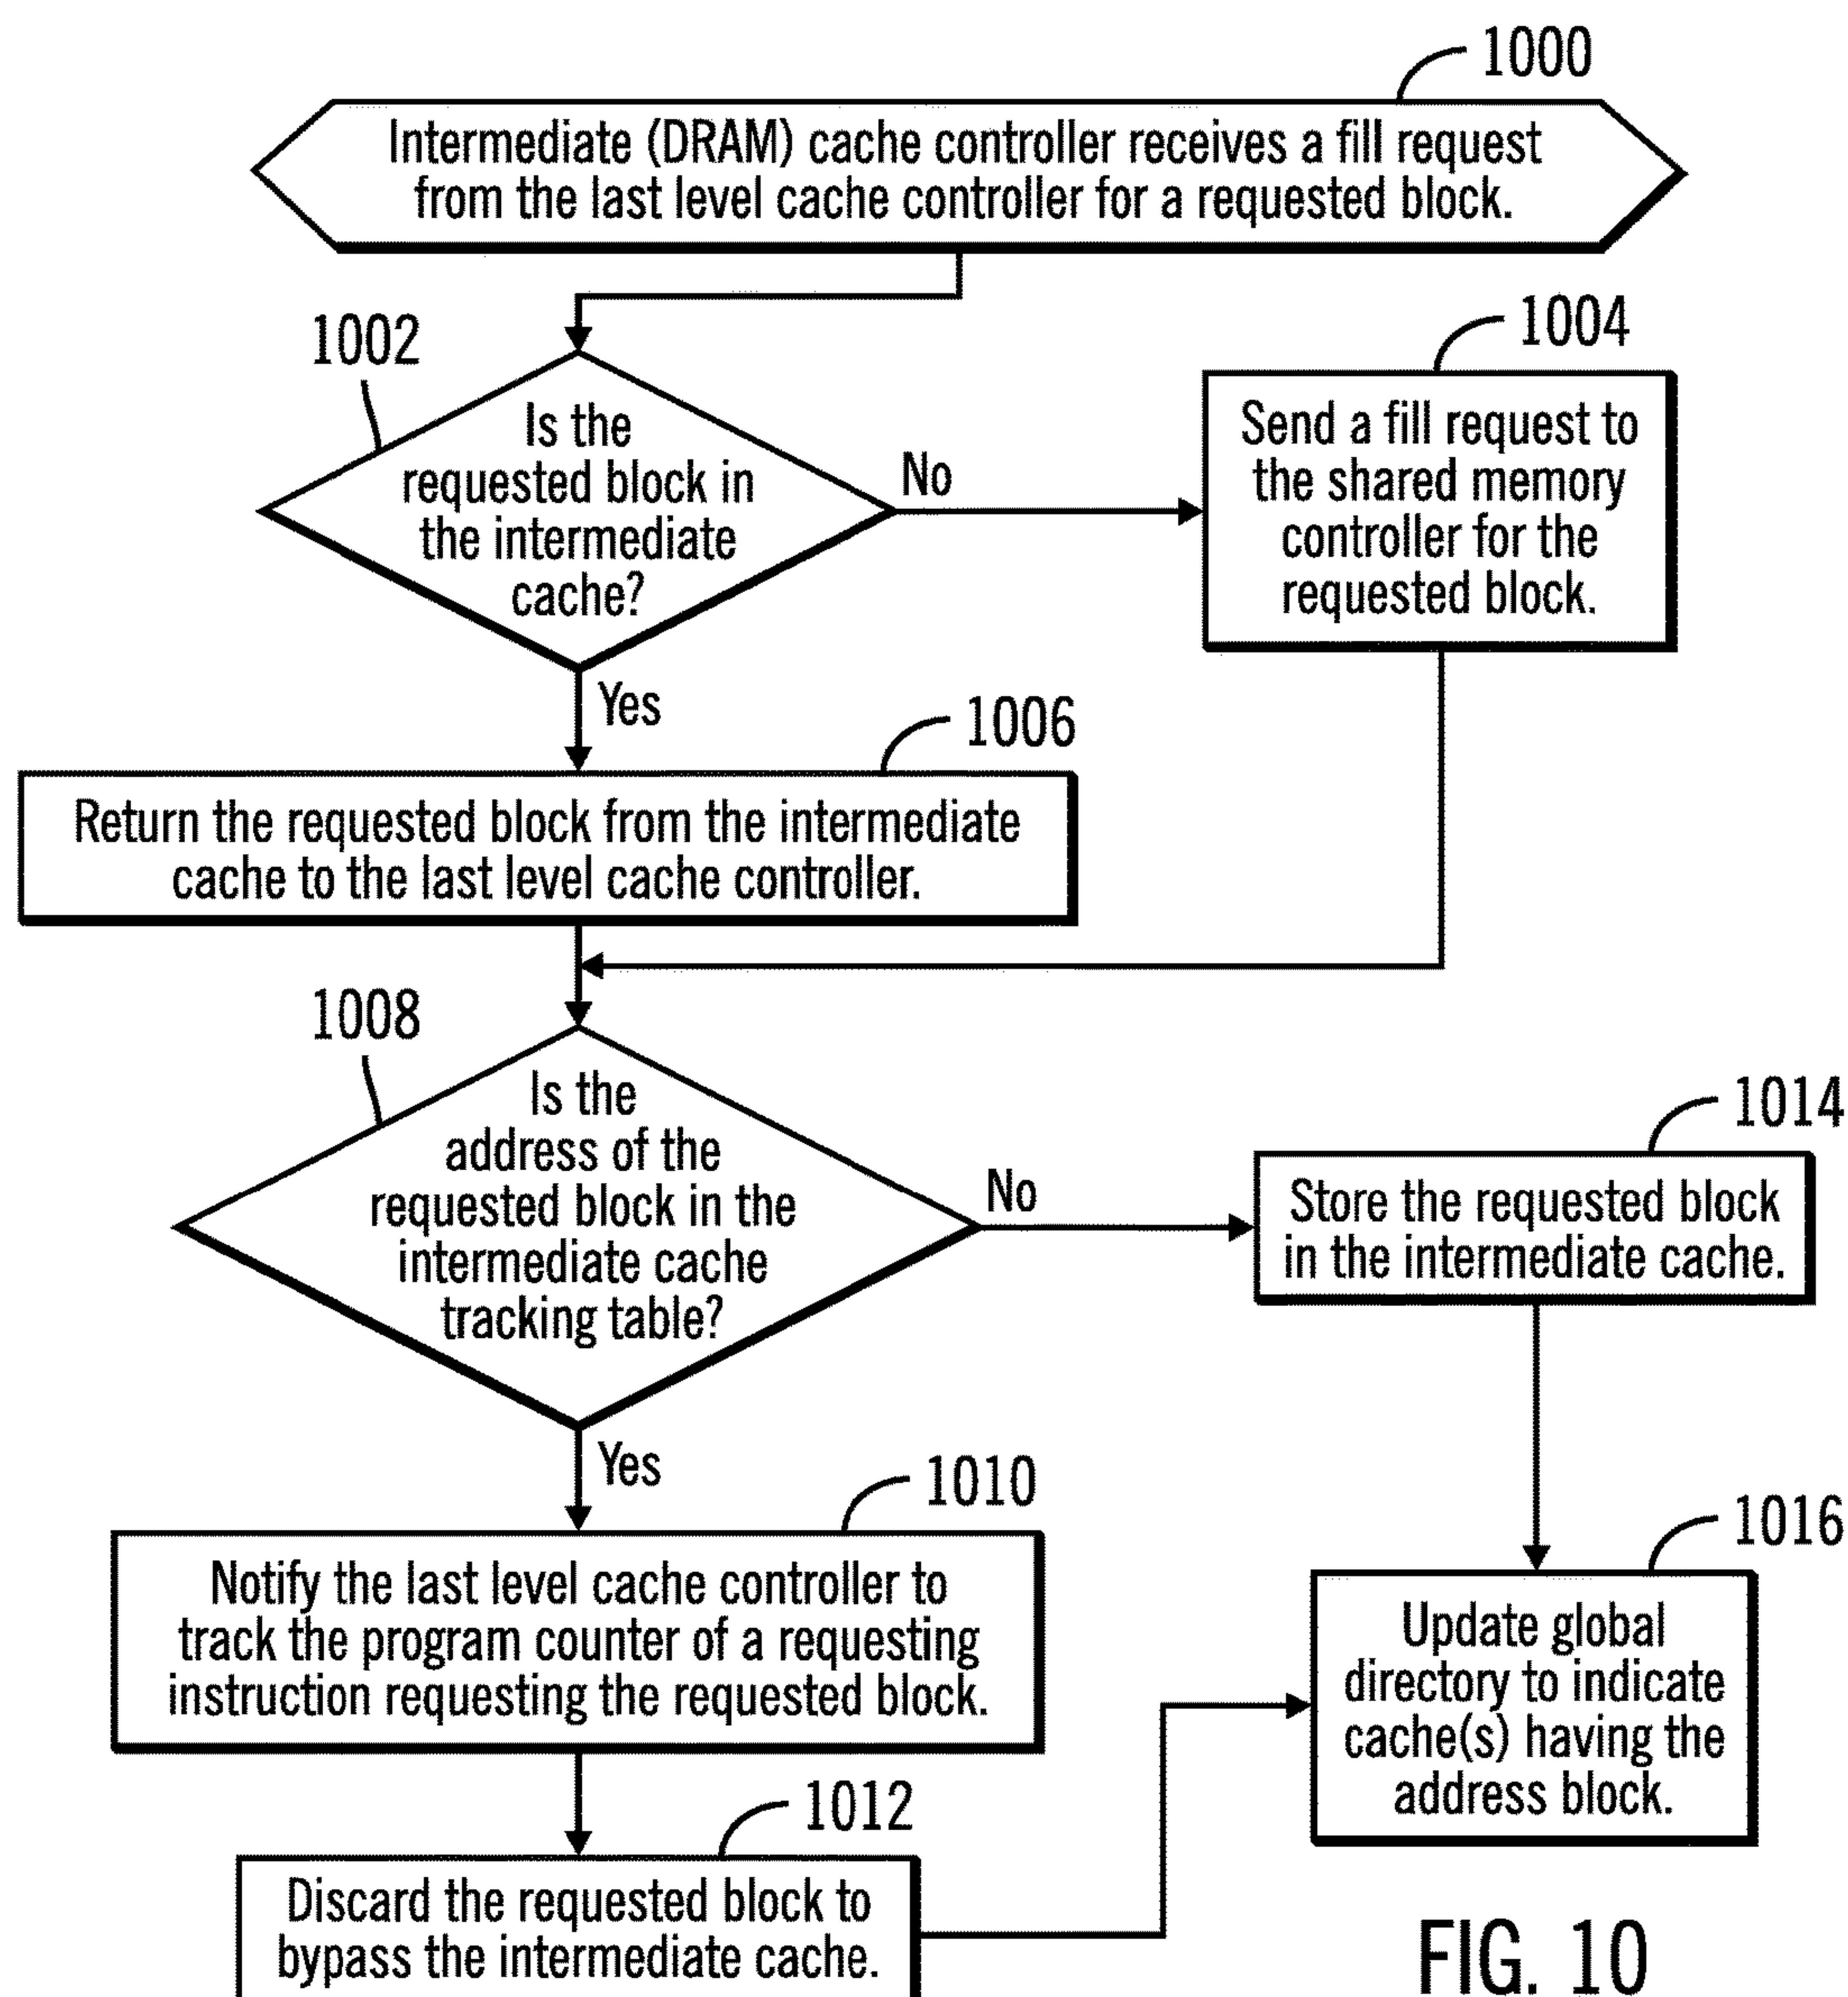 1000
Intermediate (DRAM) cache controller receives a fill request
from the last level cache controller for a requested block.
1002
Is the
requested block in
the intermediate
cache?
No
1004
Send a fill request to
the shared memory
controller for the
requested block.
Yes
1006
Return the requested block from the intermediate
cache to the last level cache controller.
1008
Is the
address of the
requested block in the
intermediate cache
tracking table?
No
1014
Store the requested block
in the intermediate cache.
Yes
1010
Notify the last level cache controller to
track the program counter of a requesting
instruction requesting the requested block.
1016
Update global
directory to indicate
cache(s) having the
address block.
1012
Discard the requested block to
bypass the intermediate cache.
FIG. 10